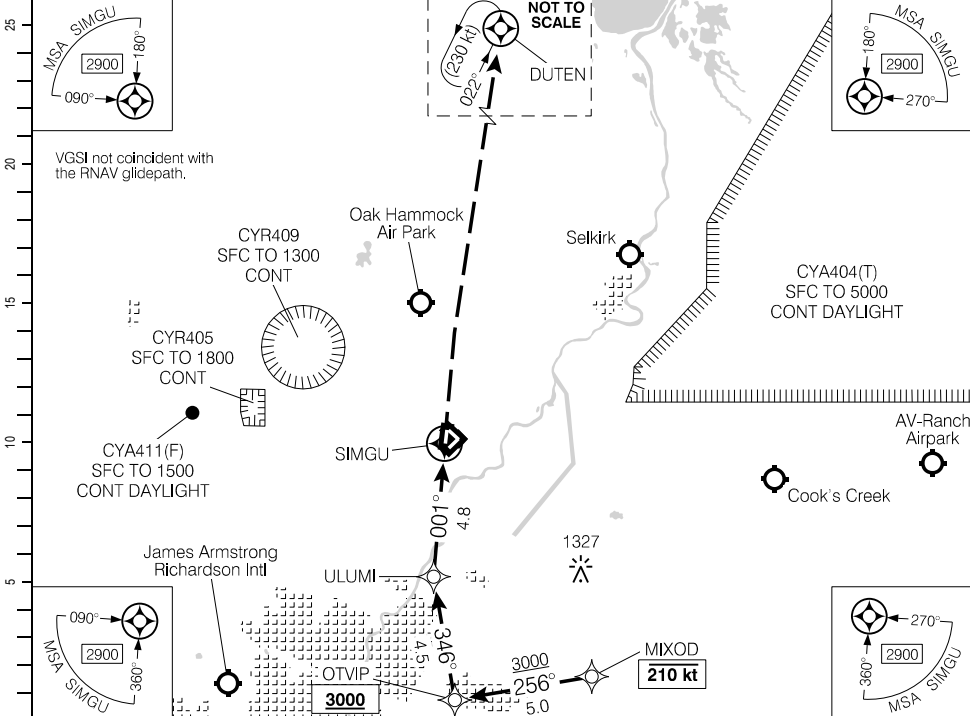 25
MSA SIMGU
2900
180°
090°
NOT TO
SCALE
(230 kt)
022°
DUTEN
MSA SIMGU
180°
2900
270°
VGSI not coincident with
the RNAV glidepath.
20
Oak Hammock
Air Park
CYR409
SFC TO 1300
CONT
Selkirk
CYA404(T)
SFC TO 5000
CONT DAYLIGHT
15
CYR405
SFC TO 1800
CONT
AV-Ranch
Airpark
10
SIMGU
CYA411(F)
SFC TO 1500
CONT DAYLIGHT
Cook's Creek
001°
4.8
1327
James Armstrong
Richardson Intl
5
ULUMI
090°
2900
360°
MSA SIMGU
346°
4.5
OTVIP
3000
3000
256°
5.0
MIXOD
210 kt
270°
2900
360°
MSA SIMGU